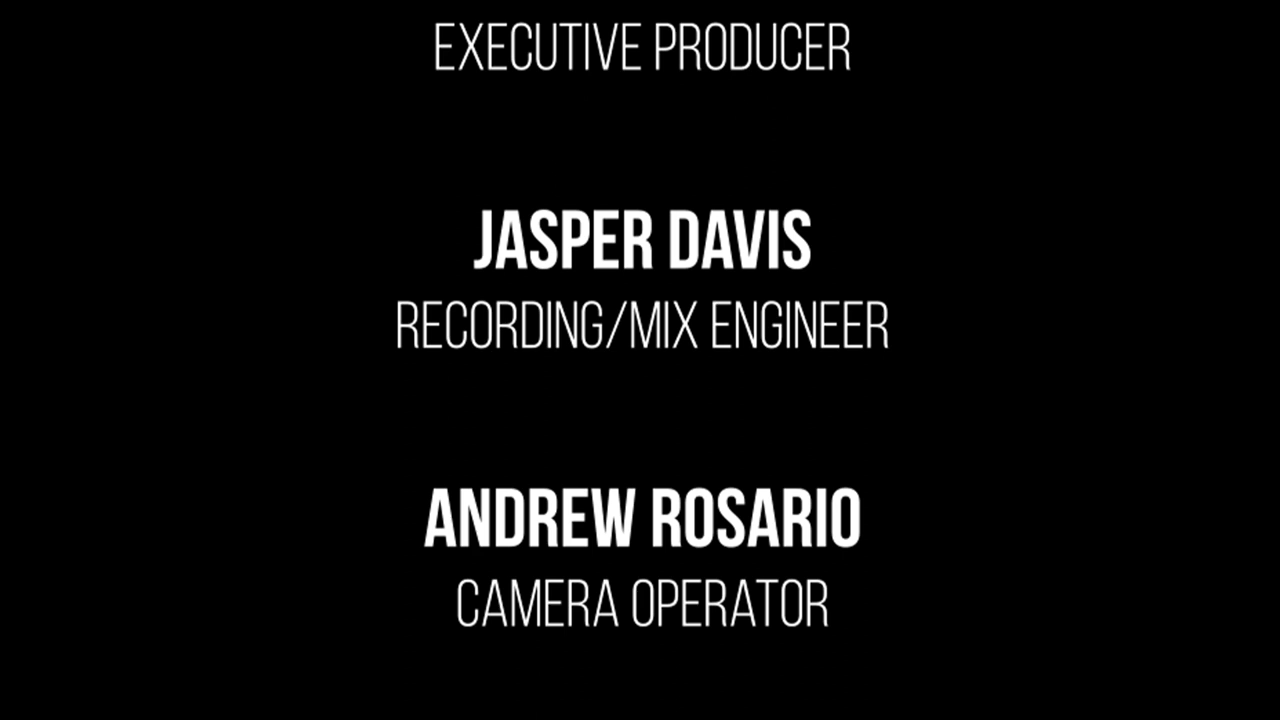 EXECUTIVE PRODUCER
JASPER DAVIS
RECORDING/MIX ENGINEER
ANDREW ROSARIO
CAMERA OPERATOR